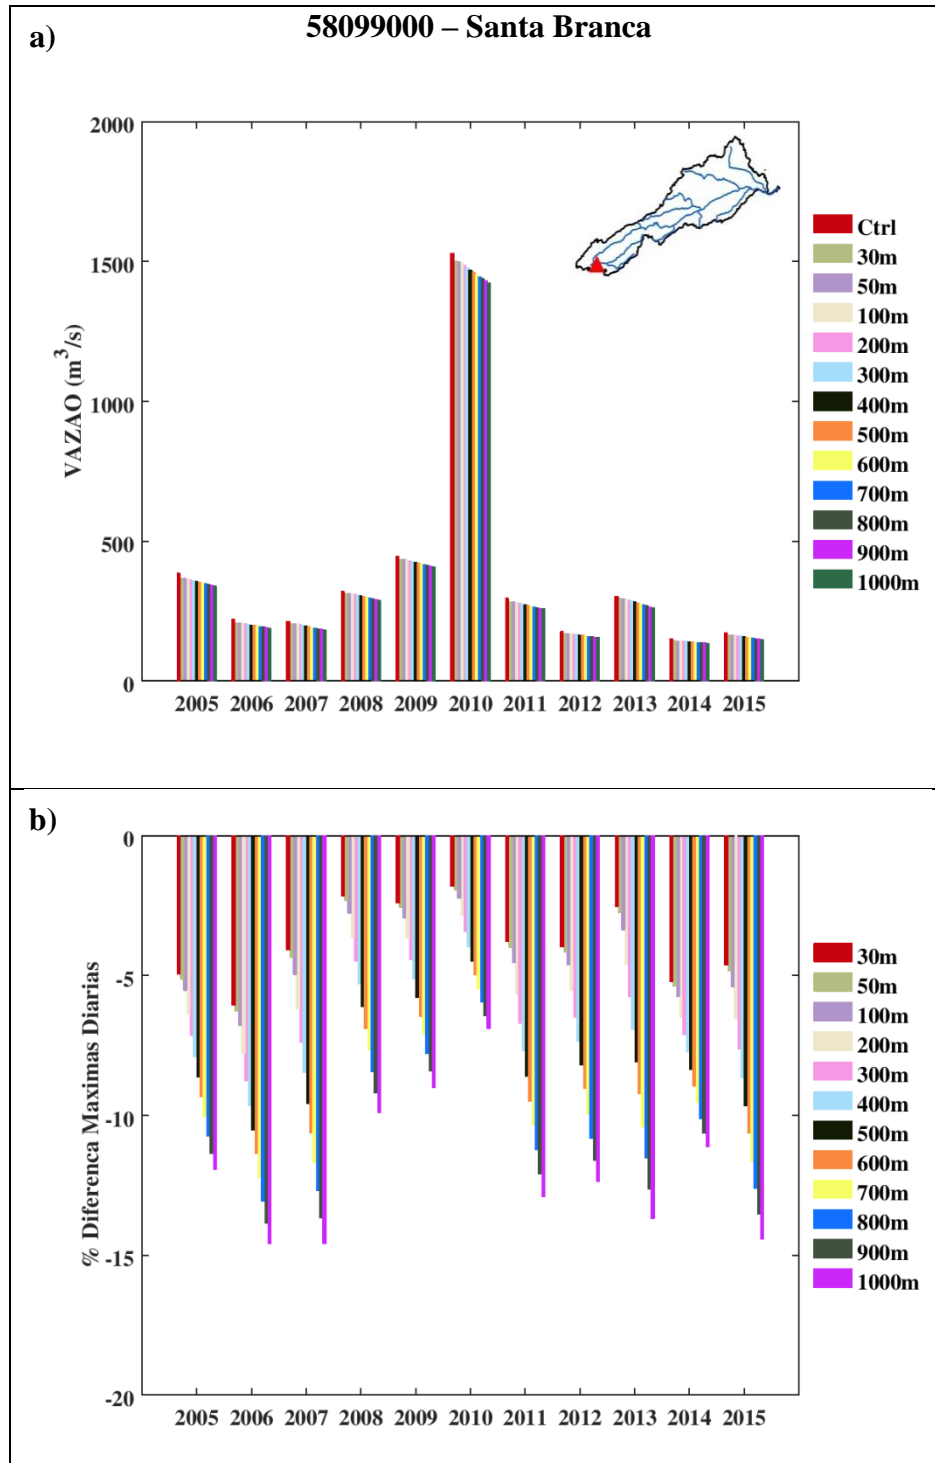 58099000 – Santa Branca
a)
2000
1500
1000
500
0
VAZAO (m³/s)
2005 2006 2007 2008 2009 2010 2011 2012 2013 2014 2015
Ctrl
30m
50m
100m
200m
300m
400m
500m
600m
700m
800m
900m
1000m
b)
0
-5
-10
-15
-20
% Diferenca Maximas Diarias
2005 2006 2007 2008 2009 2010 2011 2012 2013 2014 2015
30m
50m
100m
200m
300m
400m
500m
600m
700m
800m
900m
1000m